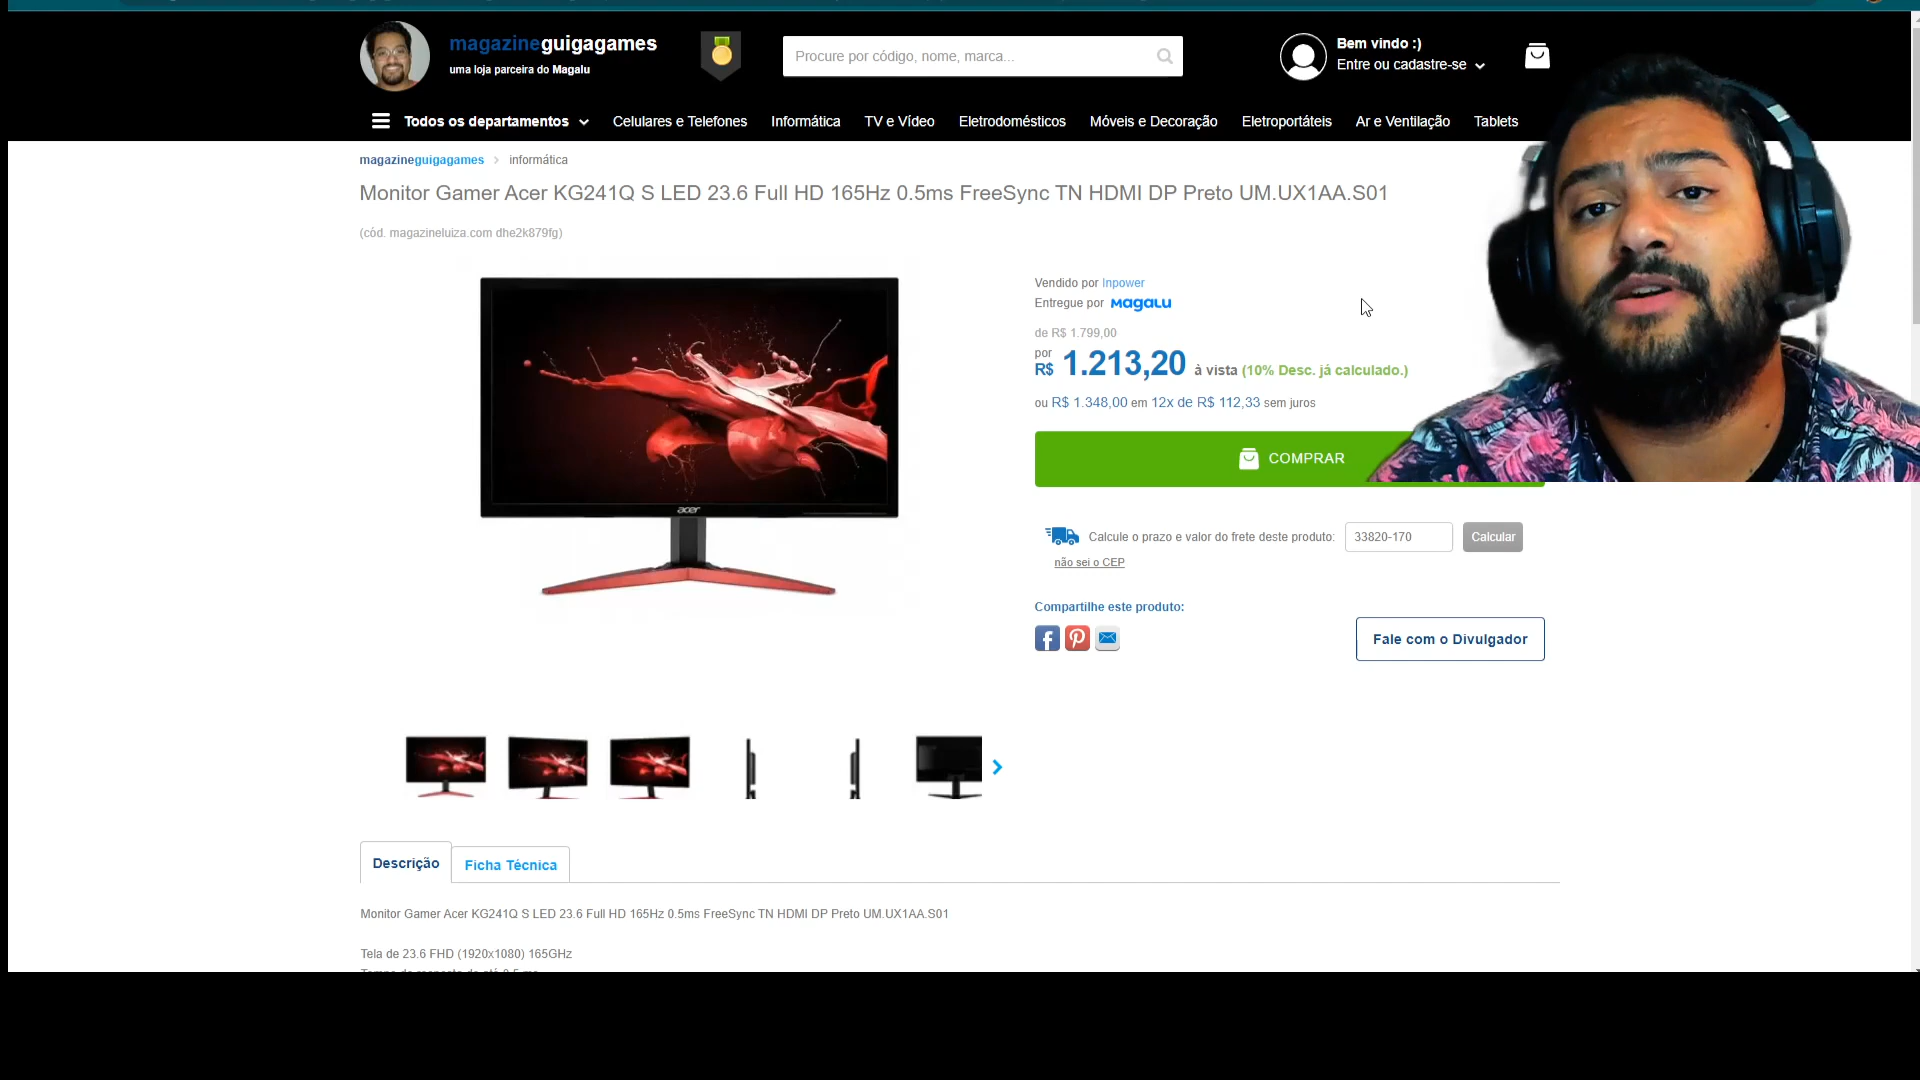 magazineguigagames
uma loja parceira do Magalu
Procure por código, nome, marca...
Bem vindo :)
Entre ou cadastre-se
Todos os departamentos
Celulares e Telefones
Informática
TV e Vídeo
Eletrodomésticos
Móveis e Decoração
Eletroportáteis
Ar e Ventilação
Tablets
magazineguigagames > informática
Monitor Gamer Acer KG241Q S LED 23.6 Full HD 165Hz 0.5ms FreeSync TN HDMI DP Preto UM.UX1AA.S01
(cód. magazineluiza.com dhe2k879fg)
acer
Vendido por Inpower
Entregue por Magalu
de R$ 1.799,00
por
R$ 1.213,20 à vista (10% Desc. já calculado.)
ou R$ 1.348,00 em 12x de R$ 112,33 sem juros
COMPRAR
Calcule o prazo e valor do frete deste produto: 33820-170 Calcular
não sei o CEP
Compartilhe este produto:
Fale com o Divulgador
Descrição
Ficha Técnica
Monitor Gamer Acer KG241Q S LED 23.6 Full HD 165Hz 0.5ms FreeSync TN HDMI DP Preto UM.UX1AA.S01
Tela de 23.6 FHD (1920x1080) 165GHz